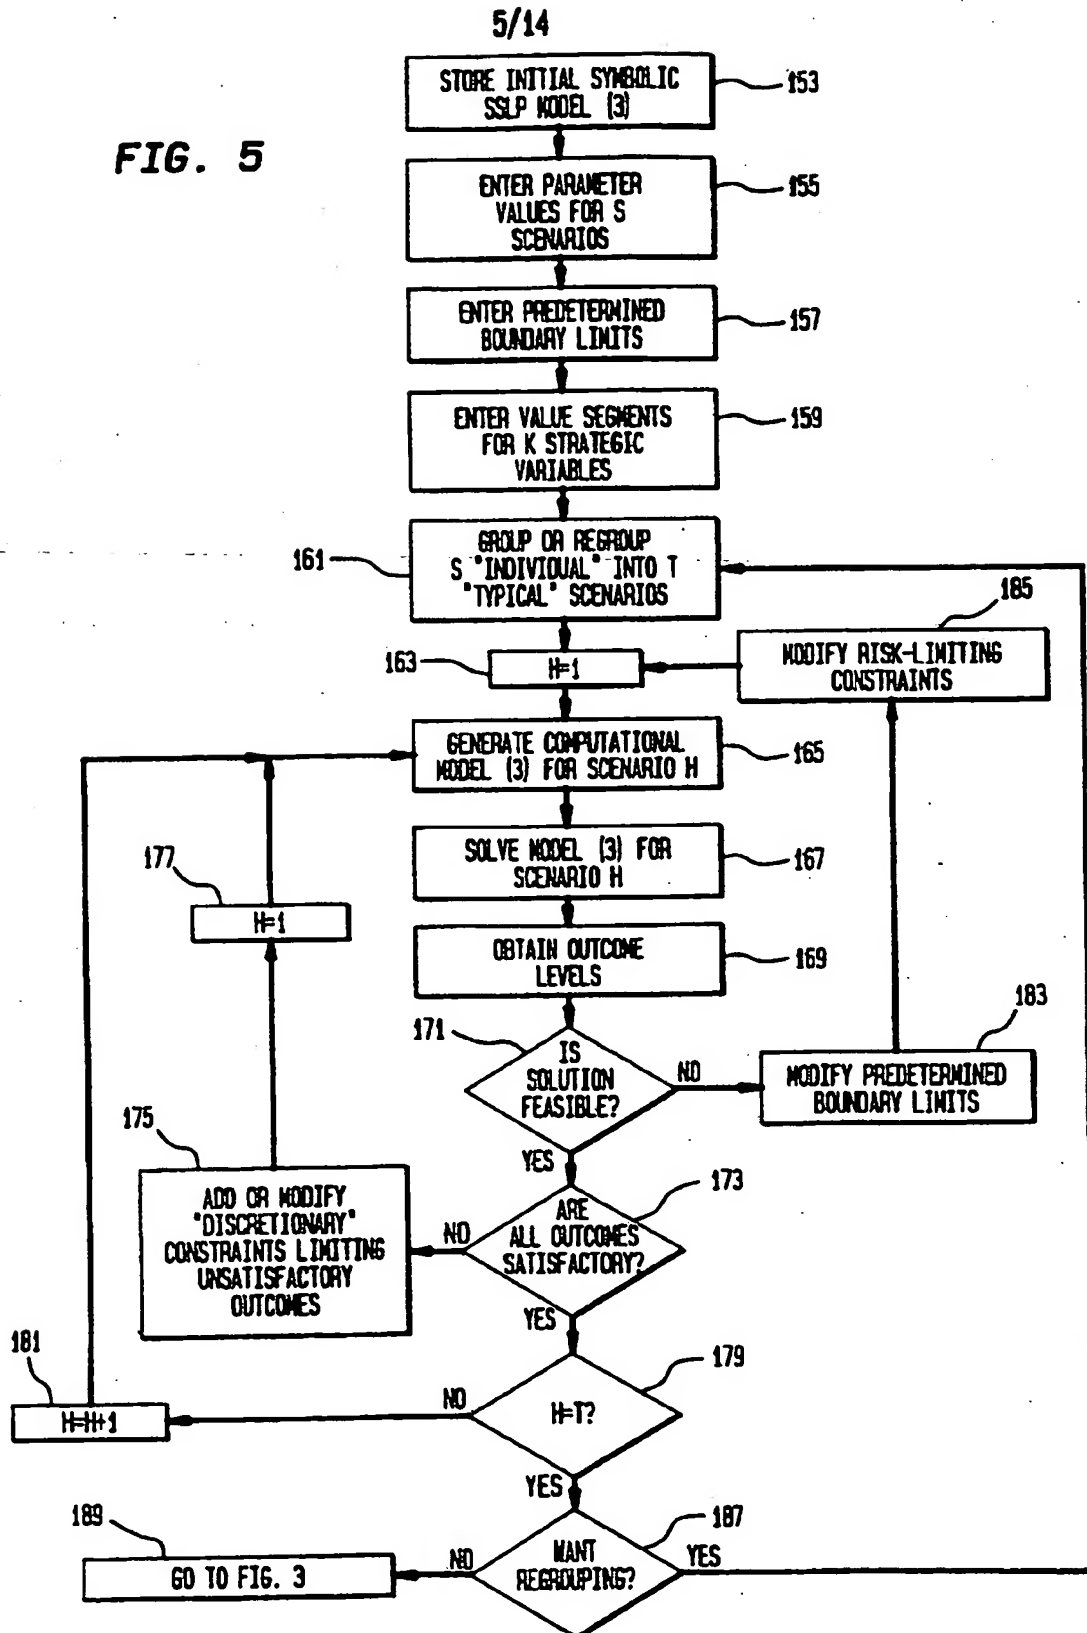 5/14
FIG. 5
STORE INITIAL SYMBOLIC
SSLP MODEL (3)
153
ENTER PARAMETER
VALUES FOR S
SCENARIOS
155
ENTER PREDETERMINED
BOUNDARY LIMITS
157
ENTER VALUE SEGMENTS
FOR K STRATEGIC
VARIABLES
159
GROUP OR REGROUP
S "INDIVIDUAL" INTO T
"TYPICAL" SCENARIOS
161
163
H=1
185
MODIFY RISK-LIMITING
CONSTRAINTS
GENERATE COMPUTATIONAL
MODEL (3) FOR SCENARIO H
165
SOLVE MODEL (3) FOR
SCENARIO H
167
177
H=1
OBTAIN OUTCOME
LEVELS
169
171
IS
SOLUTION
FEASIBLE?
NO
YES
183
MODIFY PREDETERMINED
BOUNDARY LIMITS
175
ADD OR MODIFY
"DISCRETIONARY"
CONSTRAINTS LIMITING
UNSATISFACTORY
OUTCOMES
173
ARE
ALL OUTCOMES
SATISFACTORY?
NO
YES
181
H=H+1
179
H=T?
NO
YES
189
GO TO FIG. 3
187
WANT
REGROUPING?
NO
YES